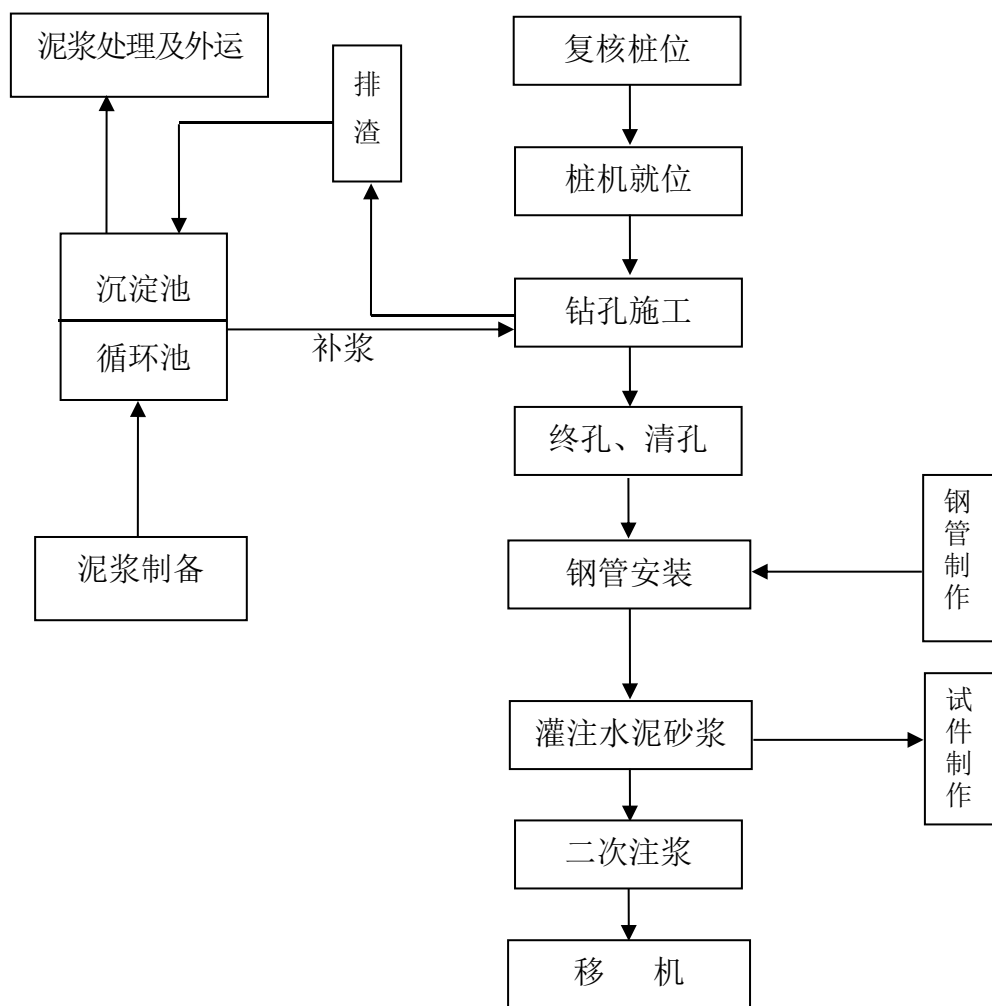 泥浆处理及外运
复核桩位
排
渣
桩机就位
沉淀池
钻孔施工
补浆
循环池
终孔、清孔
钢
管
制
作
泥浆制备
钢管安装
灌注水泥砂浆
试
件
制
作
二次注浆
移 机